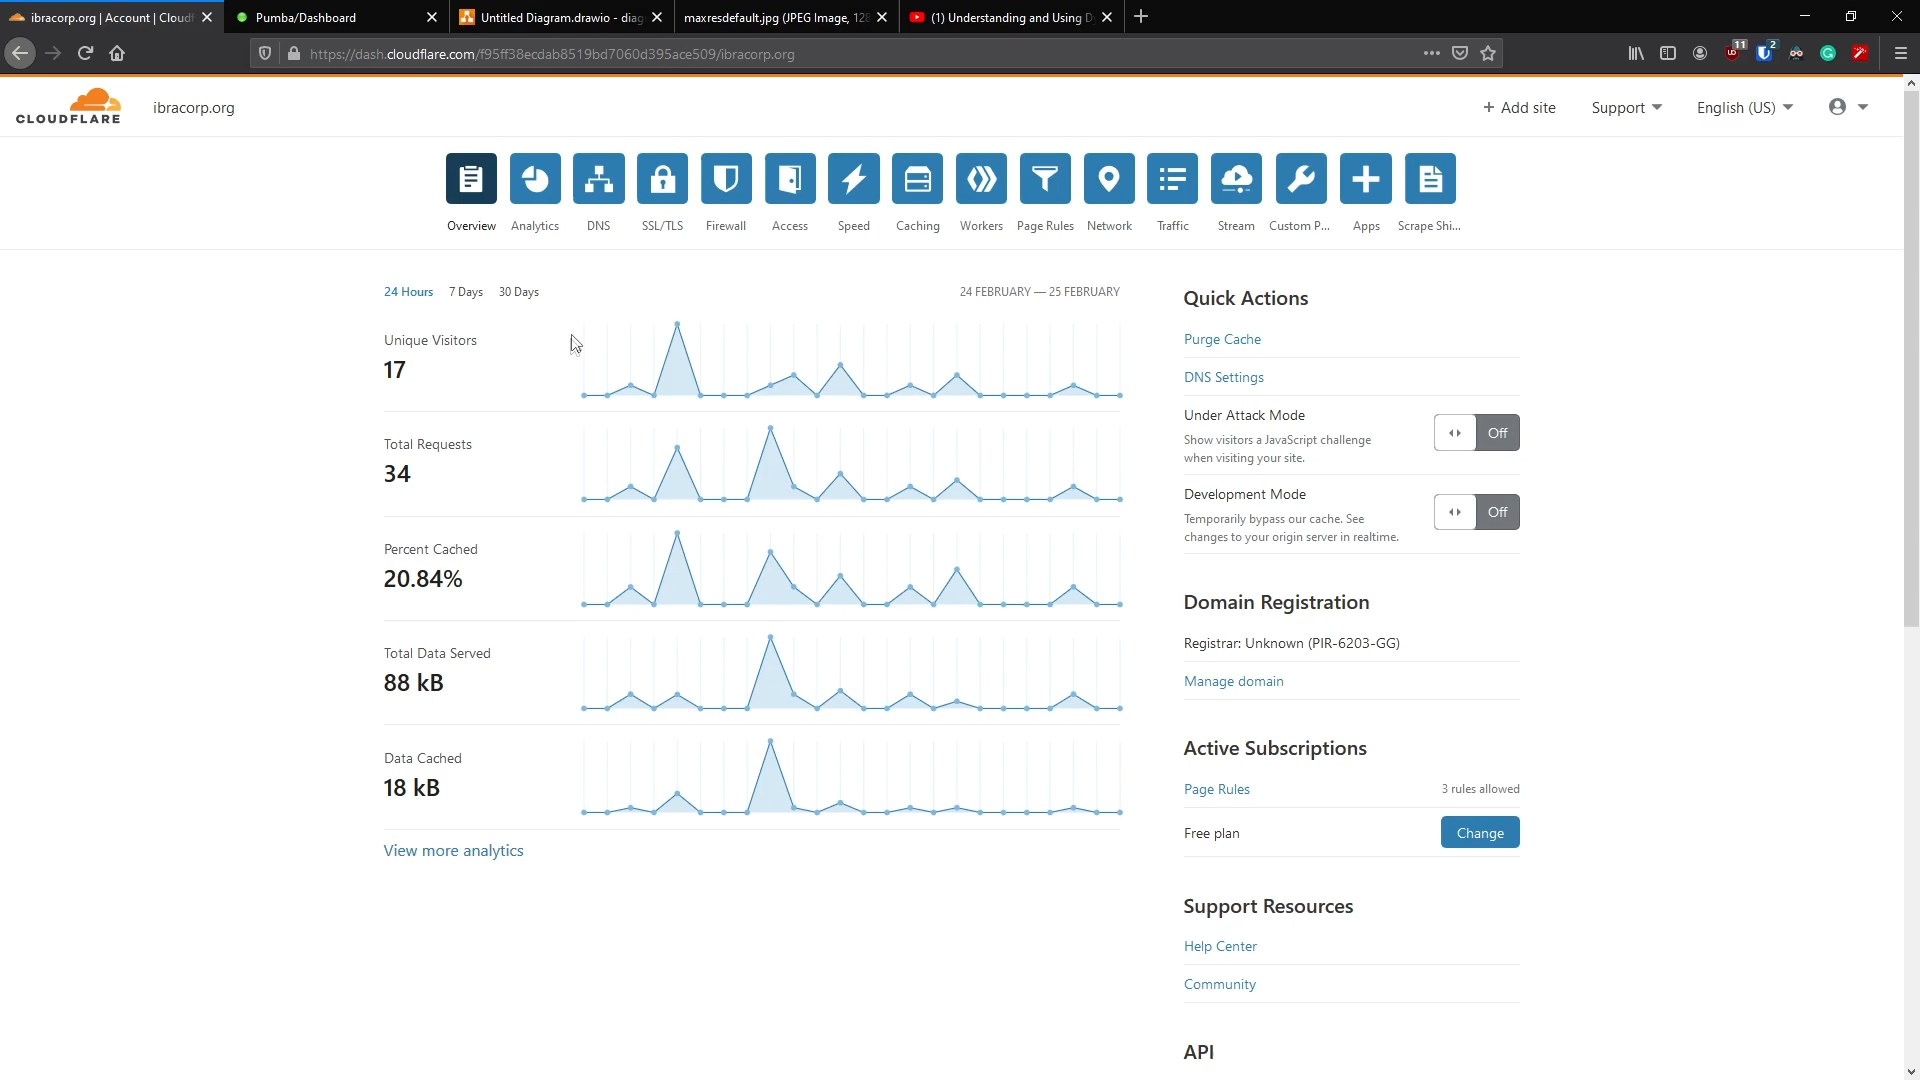 ibracorp.org | Account | Cloudf
Pumba/Dashboard
Untitled Diagram.drawio - diag
maxresdefault.jpg (JPEG Image, 128
(1) Understanding and Using D
https://dash.cloudflare.com/f95ff38ecdab8519bd7060d395ace509/ibracorp.org
11
2
CLOUDFLARE
ibracorp.org
+ Add site
Support
English (US)
Overview
Analytics
DNS
SSL/TLS
Firewall
Access
Speed
Caching
Workers
Page Rules
Network
Traffic
Stream
Custom P...
Apps
Scrape Shi...
24 Hours 7 Days 30 Days
24 FEBRUARY — 25 FEBRUARY
Unique Visitors
17
Total Requests
34
Percent Cached
20.84%
Total Data Served
88 kB
Data Cached
18 kB
View more analytics
Quick Actions
Purge Cache
DNS Settings
Under Attack Mode
Show visitors a JavaScript challenge
when visiting your site.
Off
Development Mode
Temporarily bypass our cache. See
changes to your origin server in realtime.
Off
Domain Registration
Registrar: Unknown (PIR-6203-GG)
Manage domain
Active Subscriptions
Page Rules
3 rules allowed
Free plan
Change
Support Resources
Help Center
Community
API